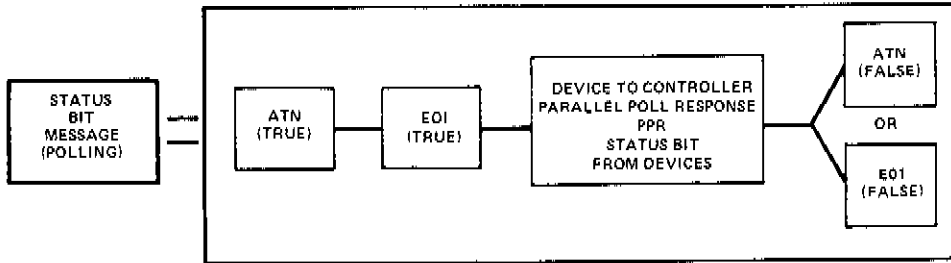 STATUS
BIT
MESSAGE
(POLLING)
ATN
(TRUE)
EOI
(TRUE)
DEVICE TO CONTROLLER
PARALLEL POLL RESPONSE
PPR
STATUS BIT
FROM DEVICES
ATN
(FALSE)
OR
EO1
(FALSE)